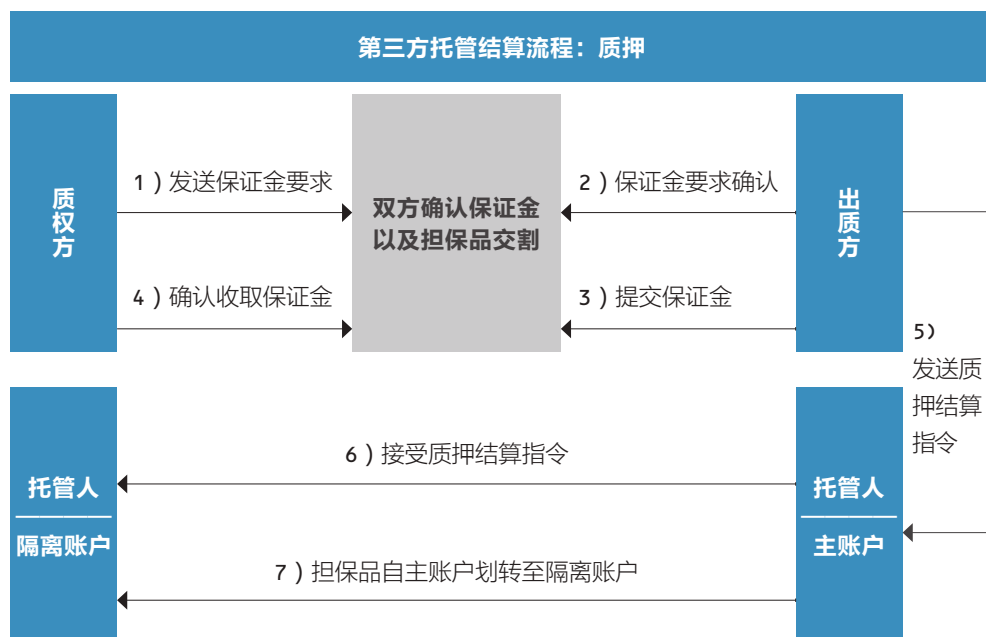 第三方托管结算流程：质押
质权方
1）发送保证金要求
4）确认收取保证金
双方确认保证金
以及担保品交割
2）保证金要求确认
3）提交保证金
出质方
5）
发送质
押结算
指令
托管人
隔离账户
6）接受质押结算指令
7）担保品自主账户划转至隔离账户
托管人
主账户